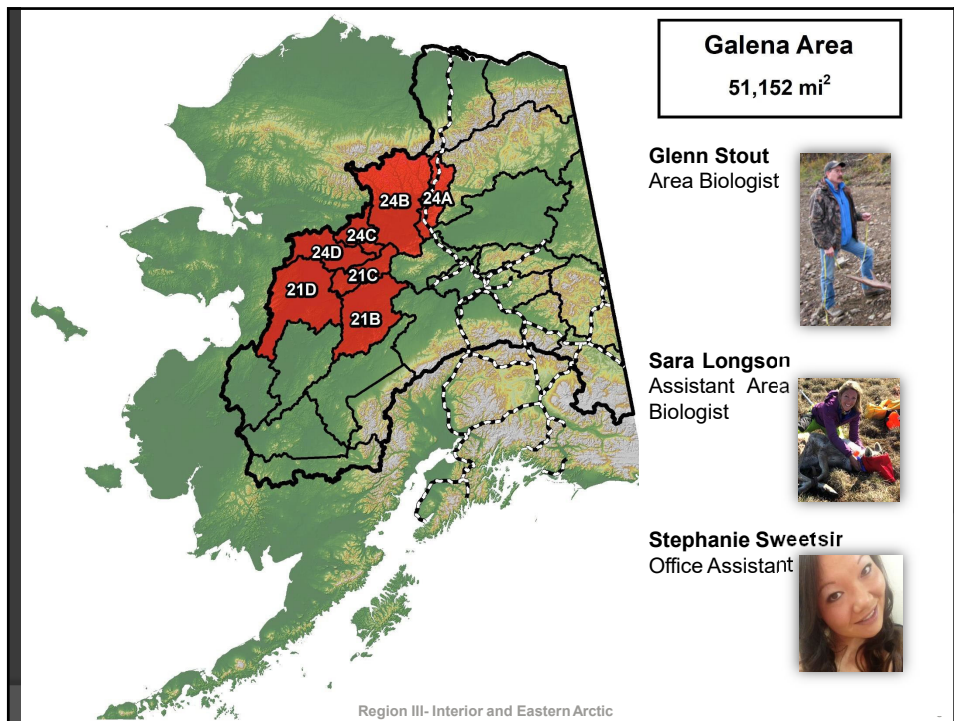 Galena Area
51,152 mi²
Glenn Stout
Area Biologist
24B
24A
24C
24D
21C
21D
21B
Sara Longson
Assistant Area
Biologist
Stephanie Sweetsir
Office Assistant
Region III- Interior and Eastern Arctic